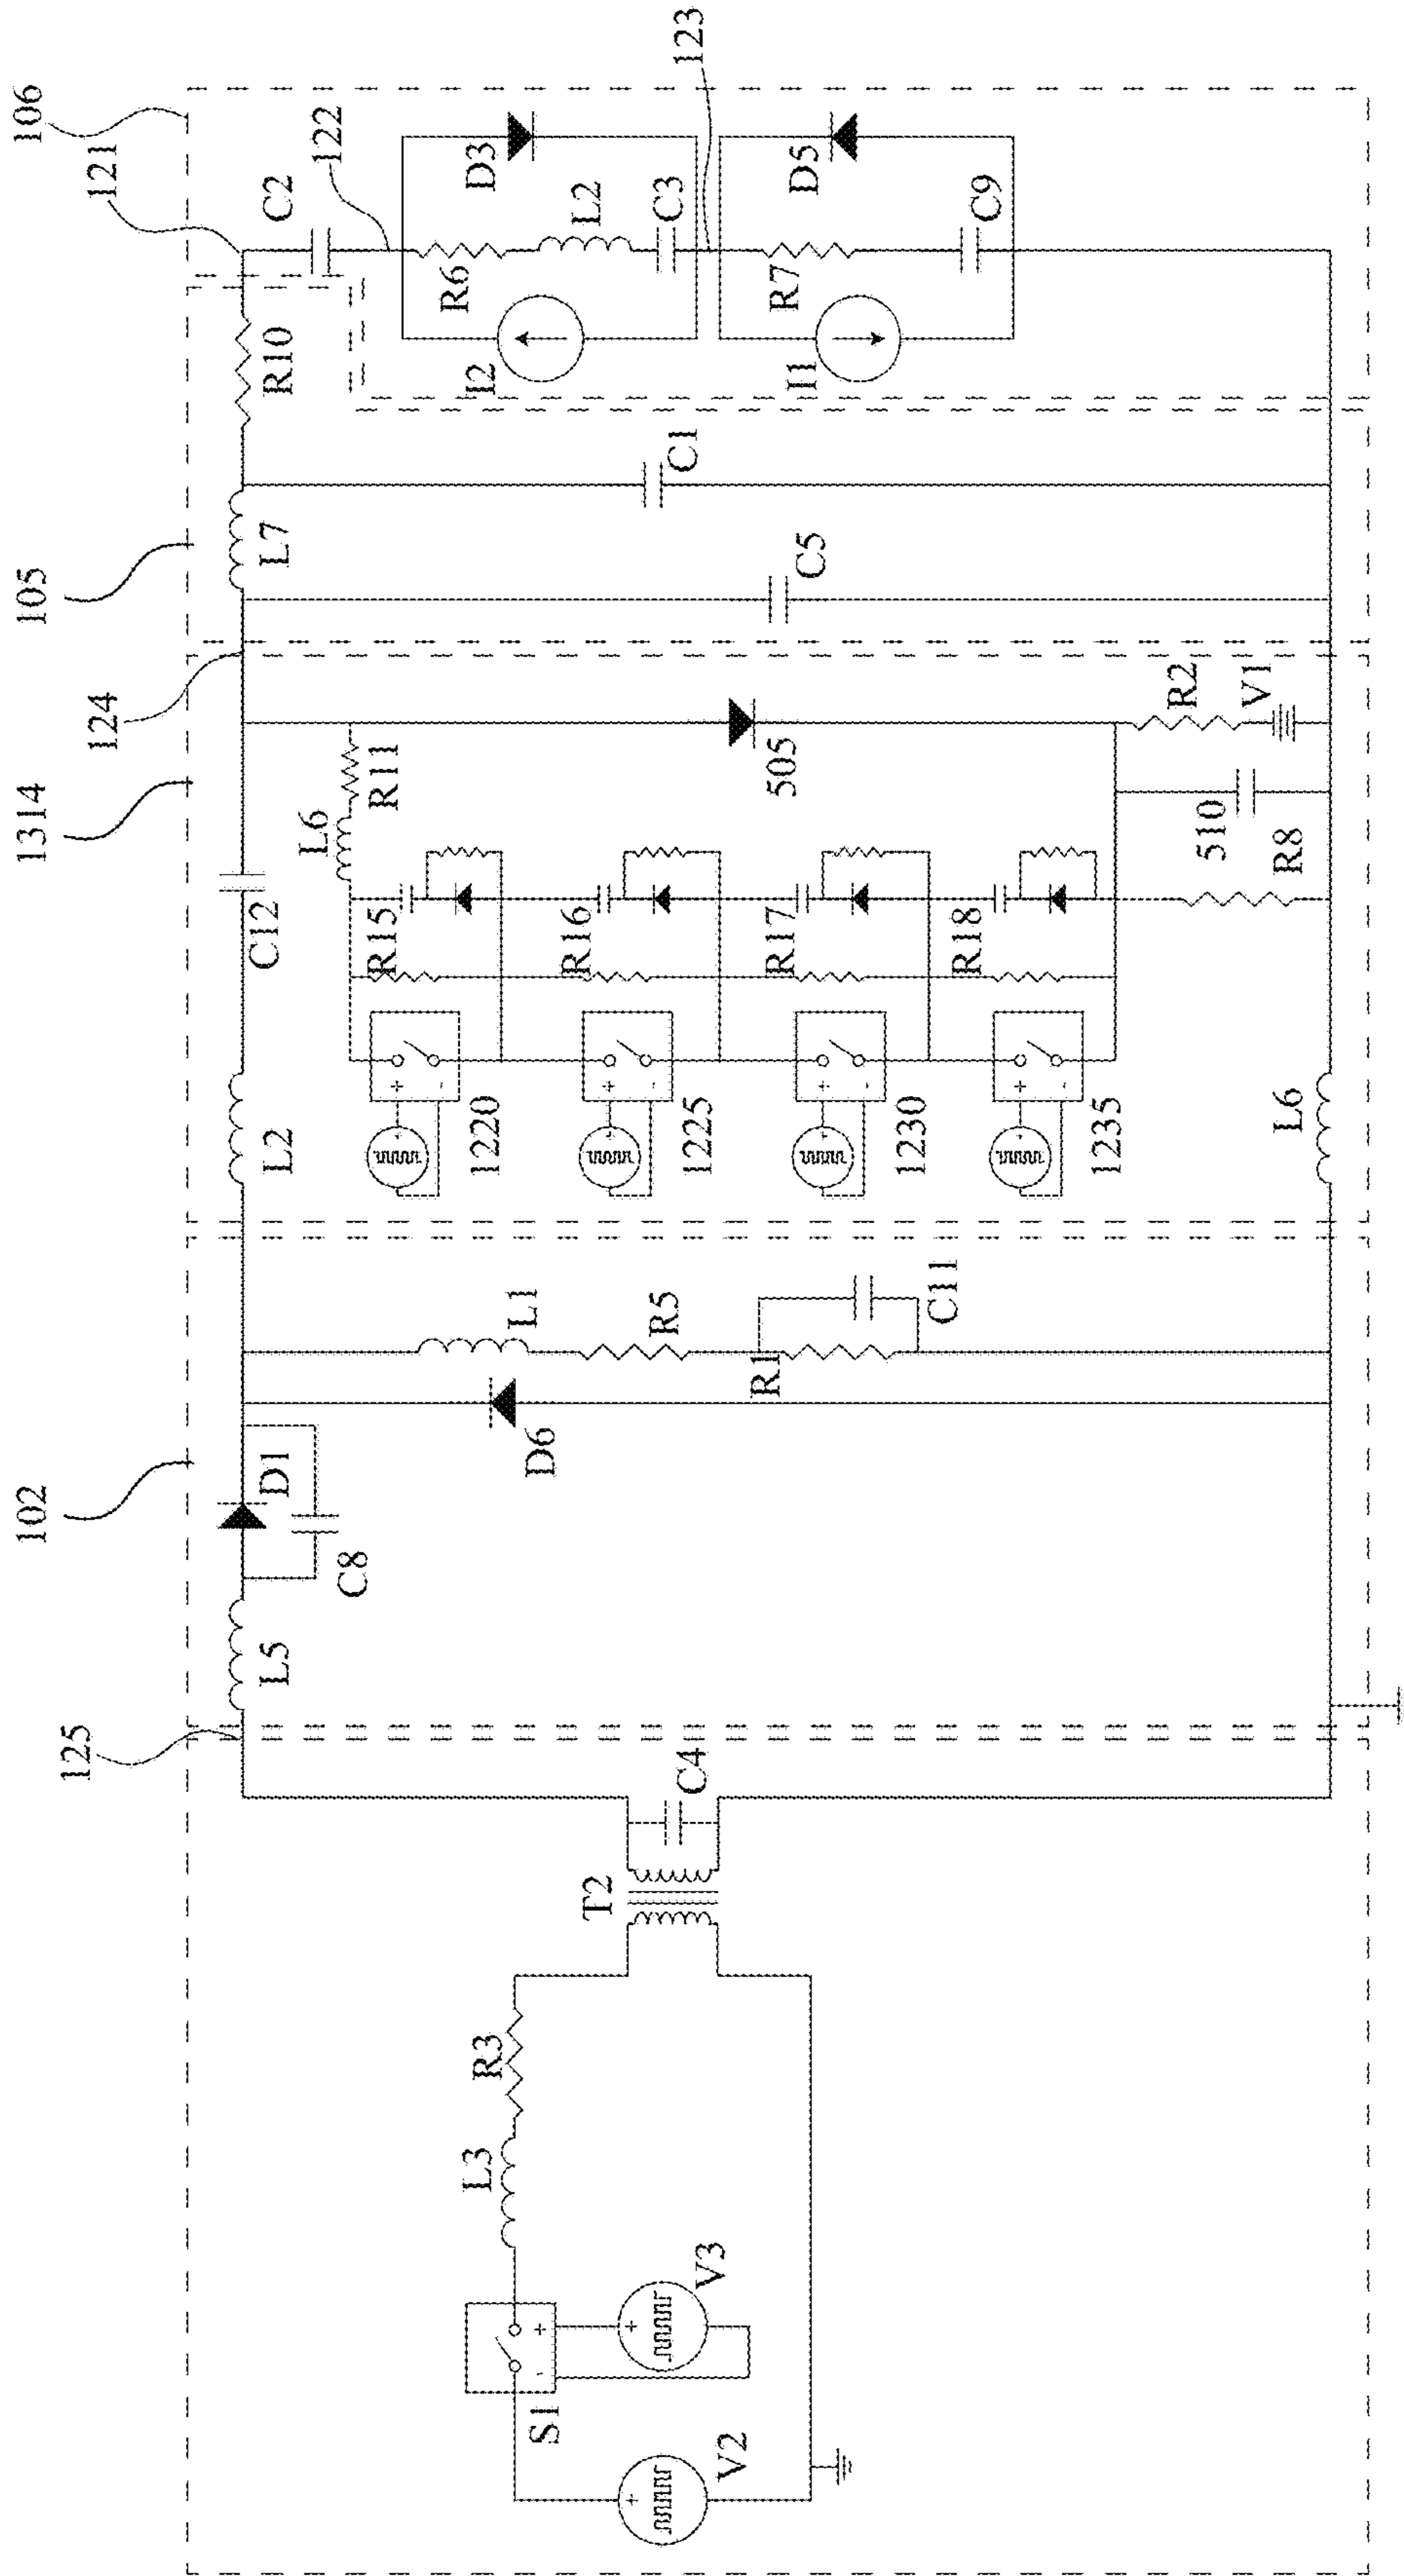 106
121
122
123
C2
D3
R6
L2
C3
D5
R7
C9
I2
I1
R10
105
L7
C1
C5
124
1314
R11
L6
505
R2
V1
510
R8
C12
R15
R16
R17
R18
L2
+
-
+
1220
+
-
+
1225
+
-
+
1230
+
-
+
1235
L6
102
L1
R5
R1
C11
D6
D1
C8
L5
125
C4
T2
R3
L3
S1
+
-
+
V3
+
V2